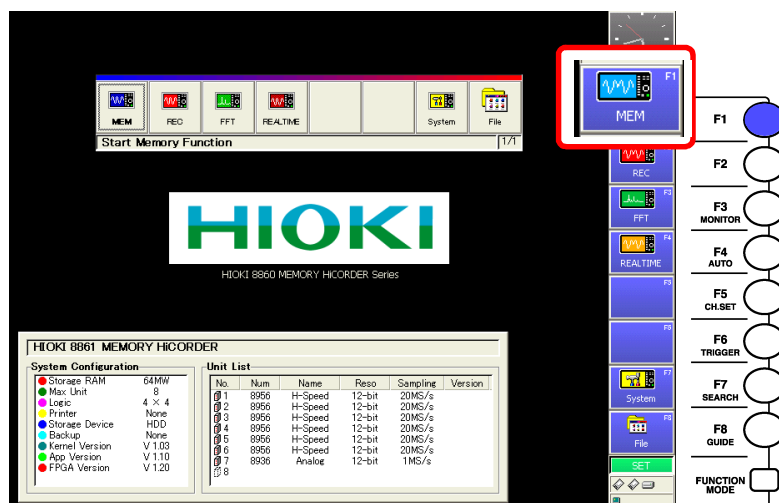 MEM REC FFT REALTIME System File
Start Memory Function 1/1
HIOKI
HIOKI 8860 MEMORY HiCORDER Series
HIOKI 8861 MEMORY HiCORDER
System Configuration
Storage RAM 64MW
Max Unit 8
Logic 4 × 4
Printer None
Storage Device HDD
Backup None
Kernel Version V 1.03
App Version V 1.10
FPGA Version V 1.20
Unit List
No. Num Name Reso Sampling Version
1 8956 H-Speed 12-bit 20MS/s
2 8956 H-Speed 12-bit 20MS/s
3 8956 H-Speed 12-bit 20MS/s
4 8956 H-Speed 12-bit 20MS/s
5 8956 H-Speed 12-bit 20MS/s
6 8956 H-Speed 12-bit 20MS/s
7 8936 Analog 12-bit 1MS/s
8
F1
MEM
REC
F3
FFT
F4
REALTIME
F5
F6
F7
System
F8
File
SET
F1
F2
F3
MONITOR
F4
AUTO
F5
CH.SET
F6
TRIGGER
F7
SEARCH
F8
GUIDE
FUNCTION
MODE